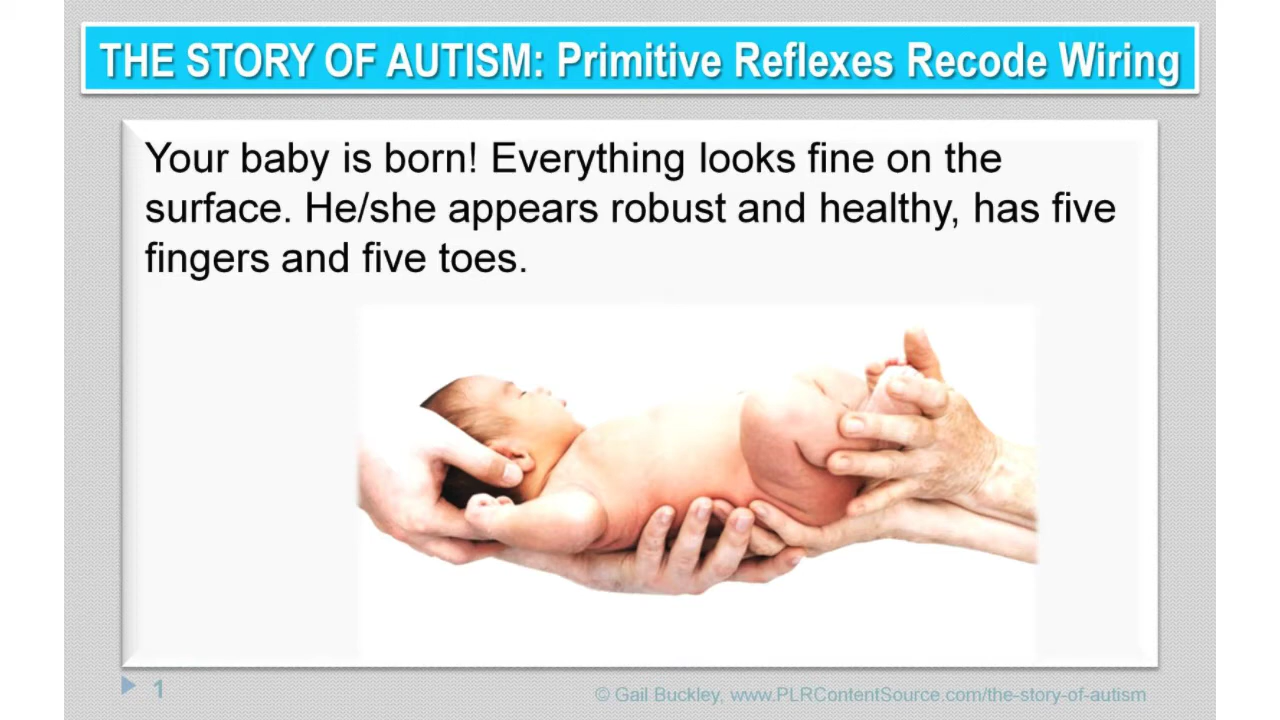 THE STORY OF AUTISM: Primitive Reflexes Recode Wiring
Your baby is born! Everything looks fine on the
surface. He/she appears robust and healthy, has five
fingers and five toes.
1
© Gail Buckley, www.PLRContentSource.com/the-story-of-autism